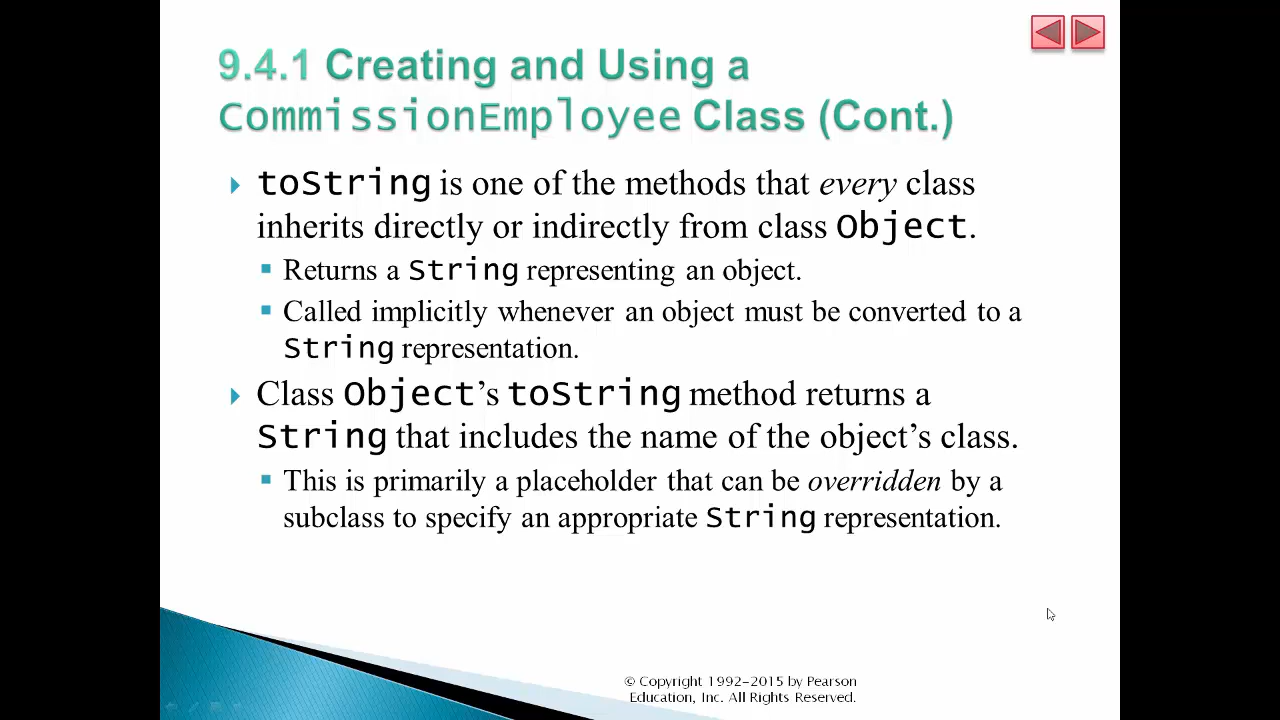 9.4.1 Creating and Using a
CommissionEmployee Class (Cont.)
toString is one of the methods that every class
inherits directly or indirectly from class Object.
Returns a String representing an object.
Called implicitly whenever an object must be converted to a
String representation.
Class Object’s toString method returns a
String that includes the name of the object’s class.
This is primarily a placeholder that can be overridden by a
subclass to specify an appropriate String representation.
© Copyright 1992-2015 by Pearson
Education, Inc. All Rights Reserved.